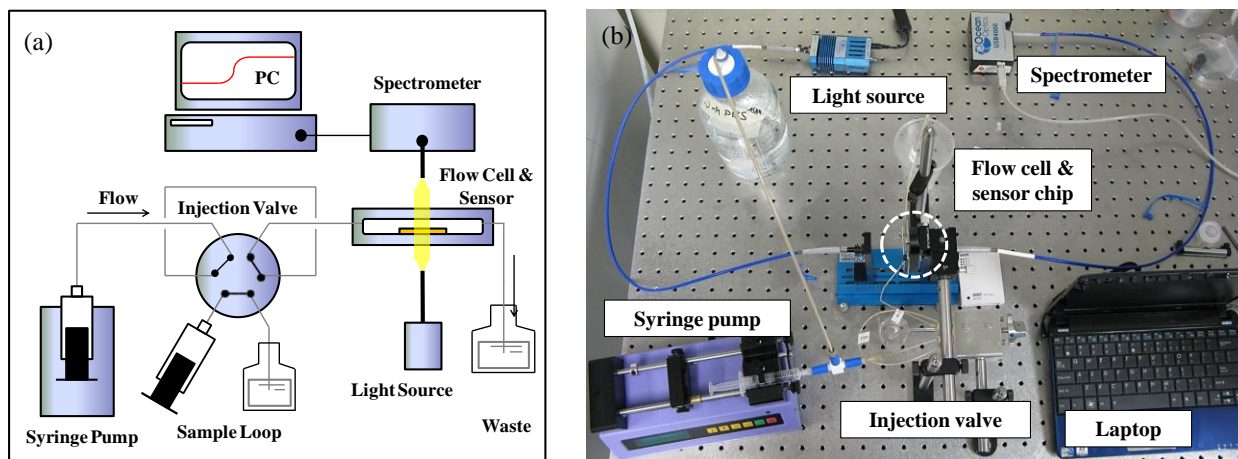 (a)
PC
Spectrometer
Flow Cell &
Sensor
Flow
Injection Valve
Light Source
Syringe Pump
Sample Loop
Waste
(b)
Ocean
Optics
USB4000
Light source
Spectrometer
Flow cell &
sensor chip
Syringe pump
Injection valve
Laptop